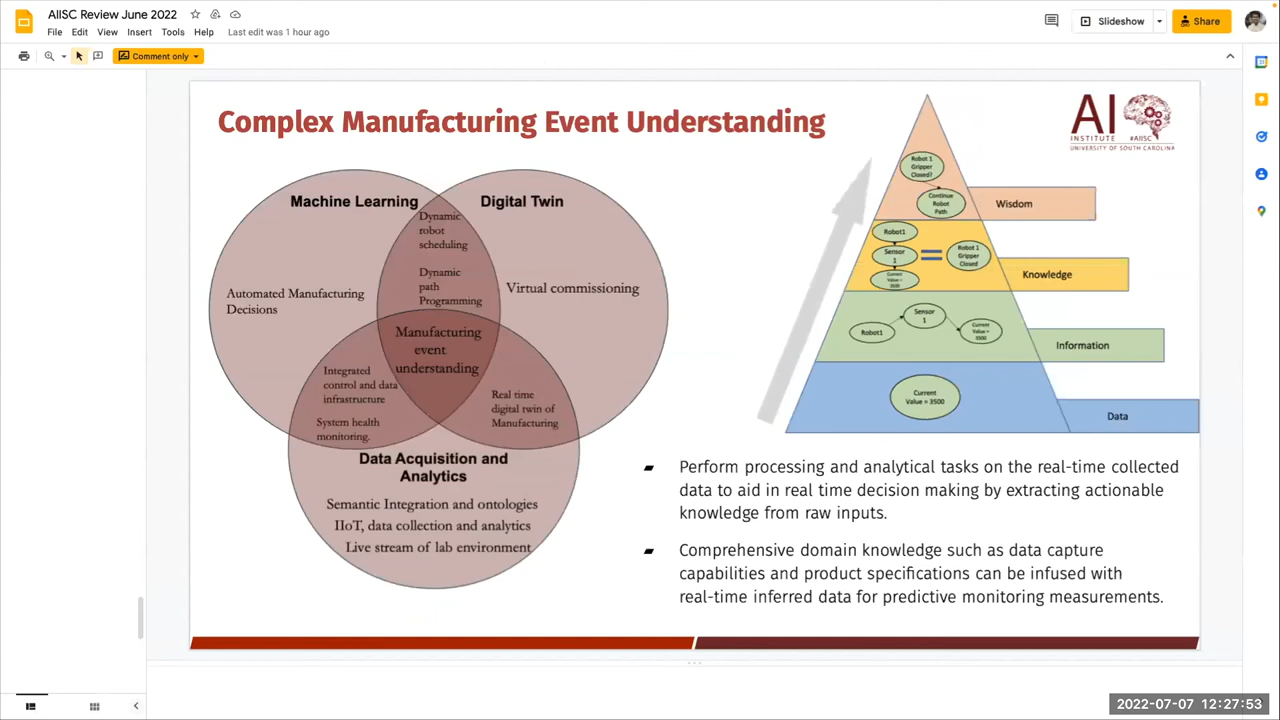 AIISC Review June 2022
File Edit View Insert Tools Help Last edit was 1 hour ago
Slideshow
Share
Comment only
Complex Manufacturing Event Understanding
AI
INSTITUTE #AIISC
UNIVERSITY OF SOUTH CAROLINA
Machine Learning
Digital Twin
Dynamic
robot
scheduling
Dynamic
path
Programming
Automated Manufacturing
Decisions
Virtual commissioning
Manufacturing
event
understanding
Integrated
control and data
infrastructure
System health
monitoring.
Real time
digital twin of
Manufacturing
Data Acquisition and
Analytics
Semantic Integration and ontologies
IIoT, data collection and analytics
Live stream of lab environment
Robot 1
Gripper
Closed?
Continue
Robot
Path
Wisdom
Robot1
Sensor
1
Current
Value =
3500
Robot 1
Gripper
Closed
Knowledge
Robot1
Sensor
1
Current
Value =
3500
Information
Current
Value = 3500
Data
Perform processing and analytical tasks on the real-time collected
data to aid in real time decision making by extracting actionable
knowledge from raw inputs.
Comprehensive domain knowledge such as data capture
capabilities and product specifications can be infused with
real-time inferred data for predictive monitoring measurements.
2022-07-07 12:27:53